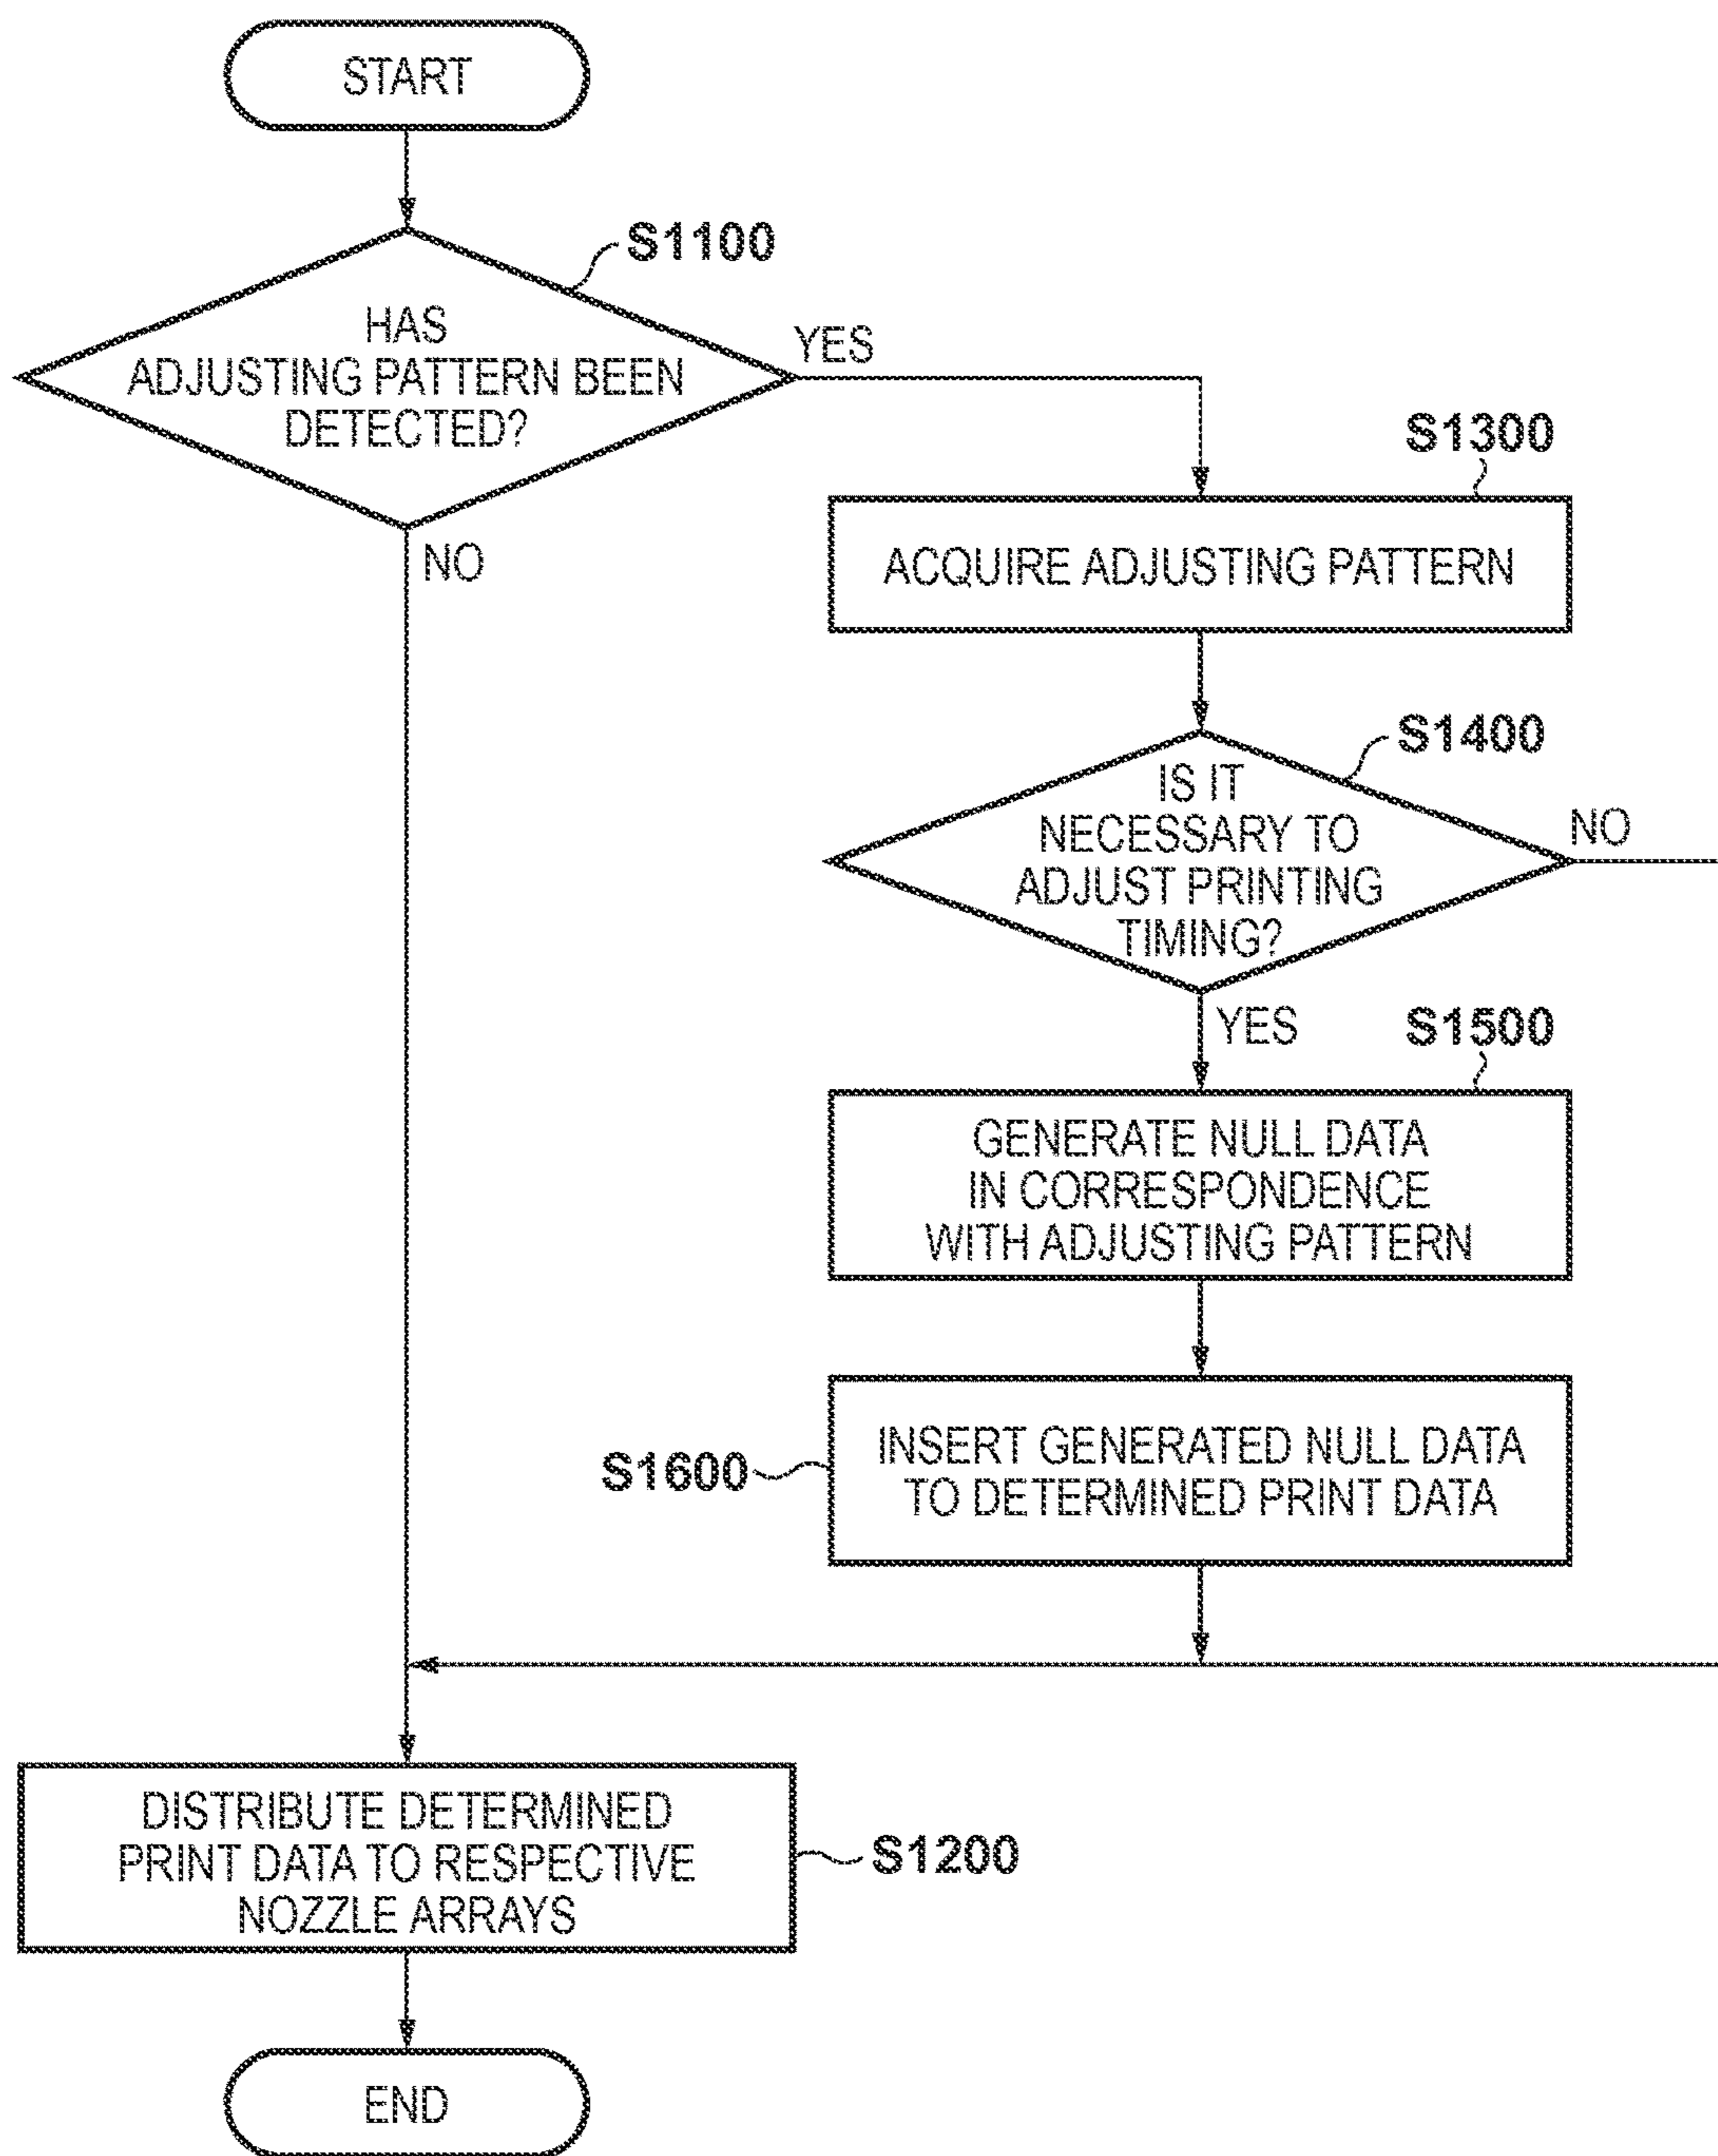 START
S1100
HAS
ADJUSTING PATTERN BEEN
DETECTED?
YES
NO
S1300
ACQUIRE ADJUSTING PATTERN
S1400
IS IT
NECESSARY TO
ADJUST PRINTING
TIMING?
NO
YES
S1500
GENERATE NULL DATA
IN CORRESPONDENCE
WITH ADJUSTING PATTERN
S1600
INSERT GENERATED NULL DATA
TO DETERMINED PRINT DATA
DISTRIBUTE DETERMINED
PRINT DATA TO RESPECTIVE
NOZZLE ARRAYS
S1200
END